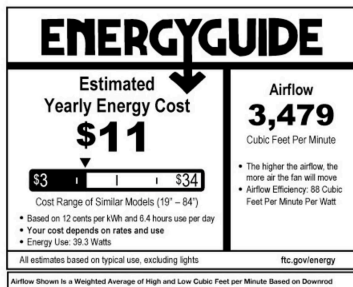 ENERGYGUIDE
Estimated
Yearly Energy Cost
$11
$3
$34
Cost Range of Similar Models (19" – 84")
• Based on 12 cents per kWh and 6.4 hours use per day
• Your cost depends on rates and use
• Energy Use: 39.3 Watts
Airflow
3,479
Cubic Feet Per Minute
• The higher the airflow, the
more air the fan will move
• Airflow Efficiency: 88 Cubic
Feet Per Minute Per Watt
All estimates based on typical use, excluding lights
ftc.gov/energy
Airflow Shown Is a Weighted Average of High and Low Cubic Feet per Minute Based on Downrod